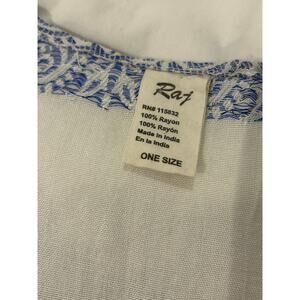 Raj
RN# 115832
100% Rayon
100% Rayón
Made in India
En la India
ONE SIZE